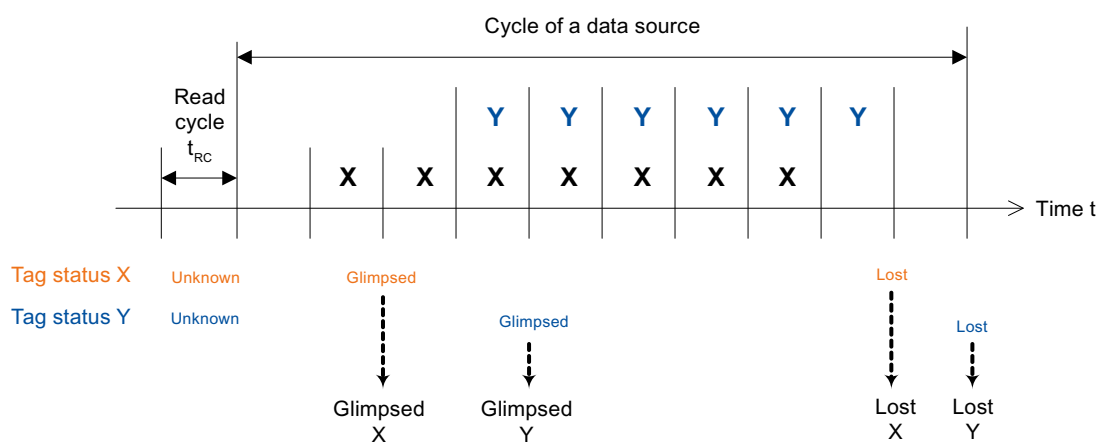 Cycle of a data source
Read
cycle
tRC
Y Y Y Y Y Y
X X X X X X X
Time t
Tag status X Unknown Glimpsed Lost
Tag status Y Unknown Glimpsed Lost
Glimpsed Glimpsed Lost Lost
X Y X Y